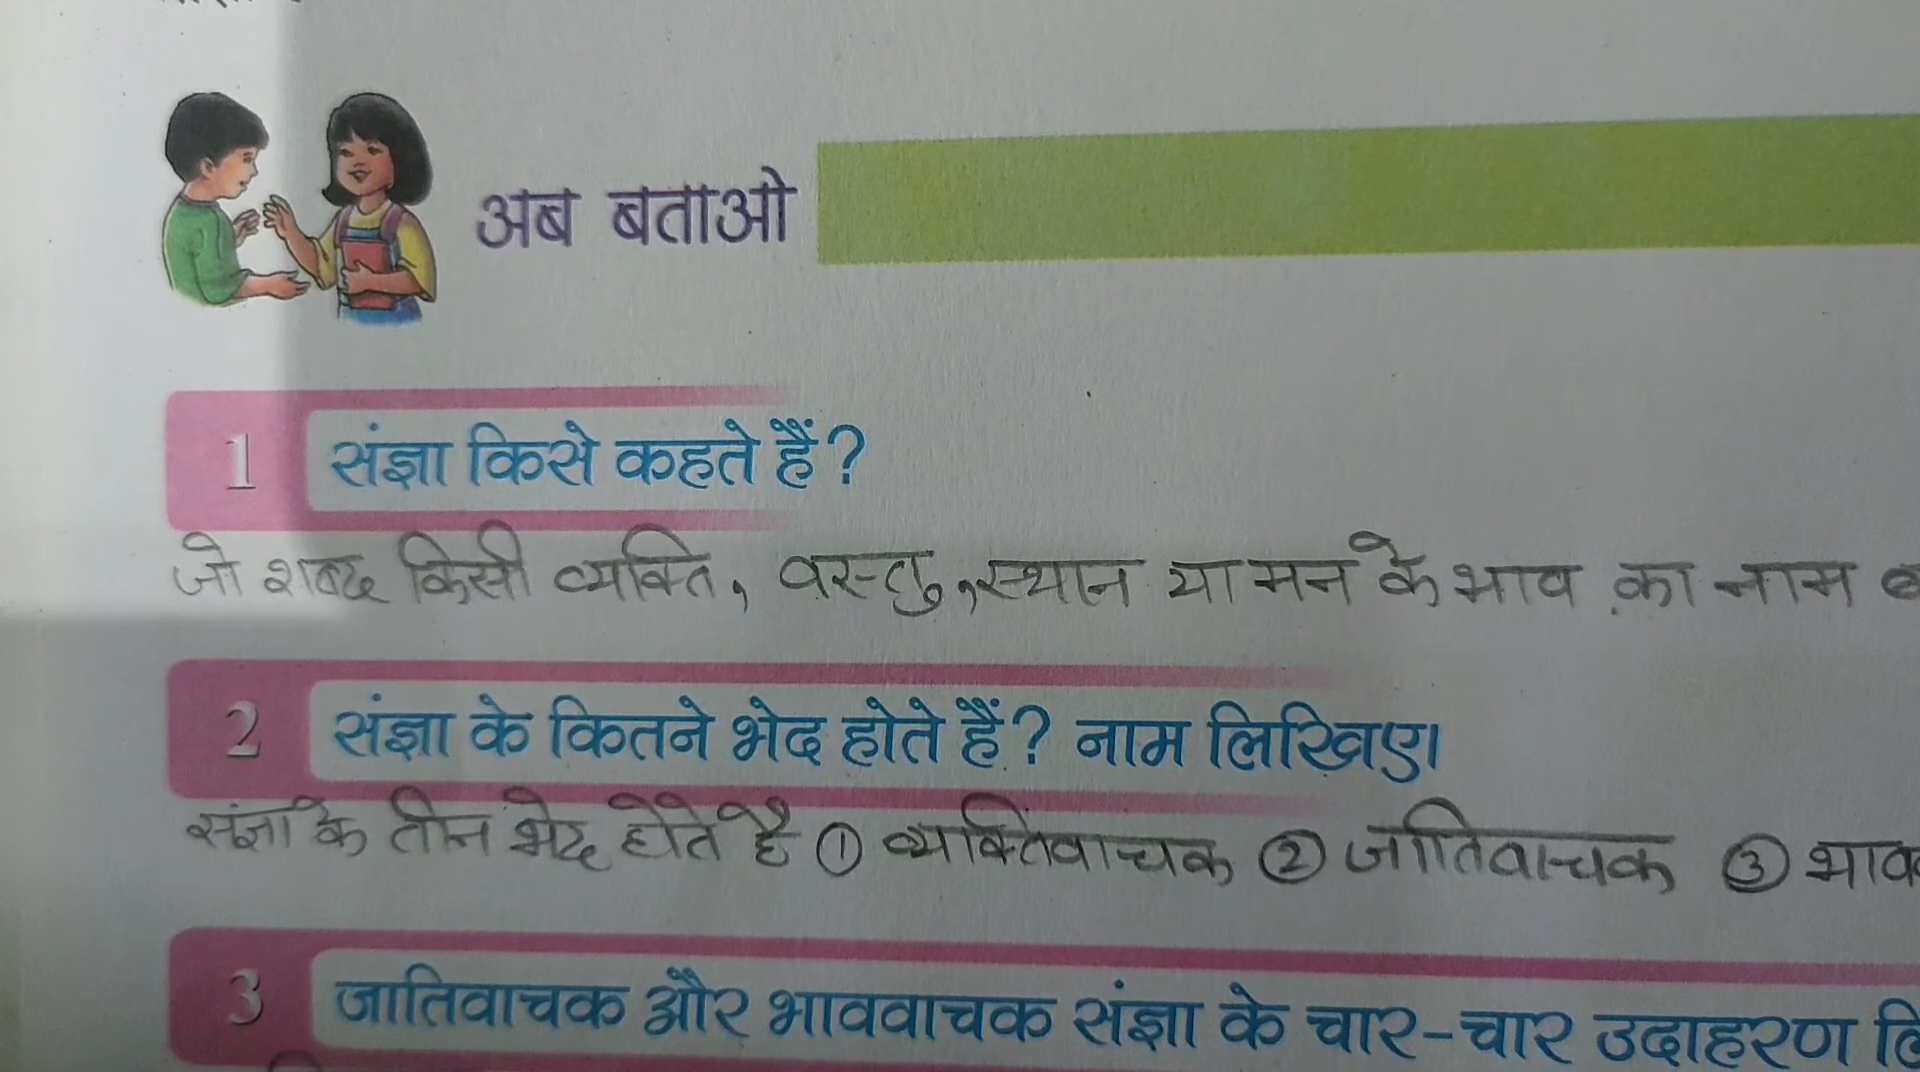 अब बताओ
1 संज्ञा किसे कहते हैं?
जो शब्द किसी व्यक्ति, वस्तु, स्थान या मन के भाव का नाम
2 संज्ञा के कितने भेद होते हैं? नाम लिखिए।
संज्ञा के तीन भेद होते है ① व्यक्तिवाचक ② जातिवाचक ③ भाव
3 जातिवाचक और भाववाचक संज्ञा के चार-चार उदाहरण